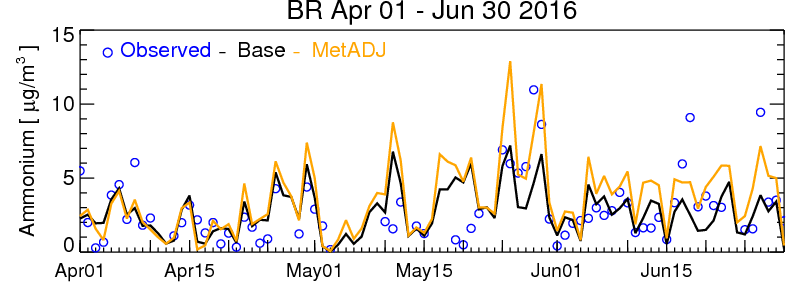 BR Apr 01 - Jun 30 2016
Observed - Base - MetADJ
Ammonium [ μg/m³ ]
15
10
5
0
Apr01 Apr15 May01 May15 Jun01 Jun15